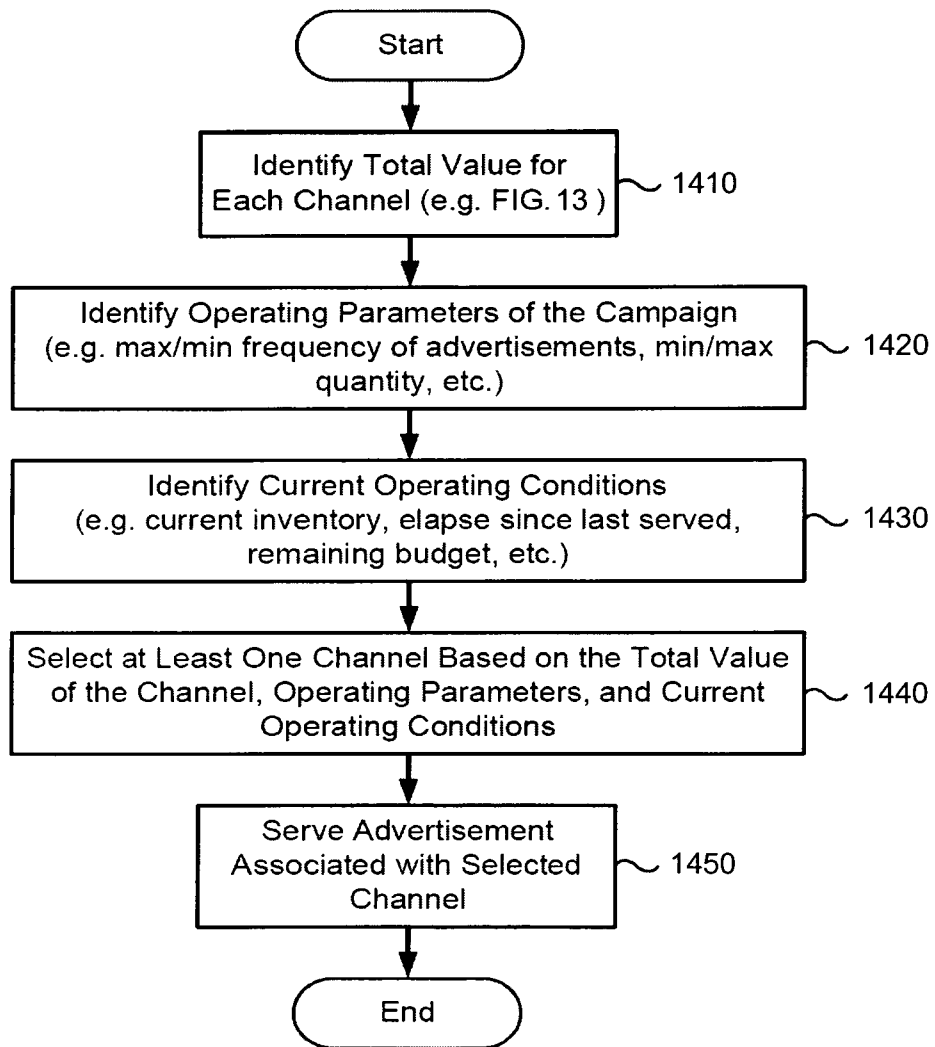 Start
Identify Total Value for
Each Channel (e.g. FIG. 13 )
1410
Identify Operating Parameters of the Campaign
(e.g. max/min frequency of advertisements, min/max
quantity, etc.)
1420
Identify Current Operating Conditions
(e.g. current inventory, elapse since last served,
remaining budget, etc.)
1430
Select at Least One Channel Based on the Total Value
of the Channel, Operating Parameters, and Current
Operating Conditions
1440
Serve Advertisement
Associated with Selected
Channel
1450
End